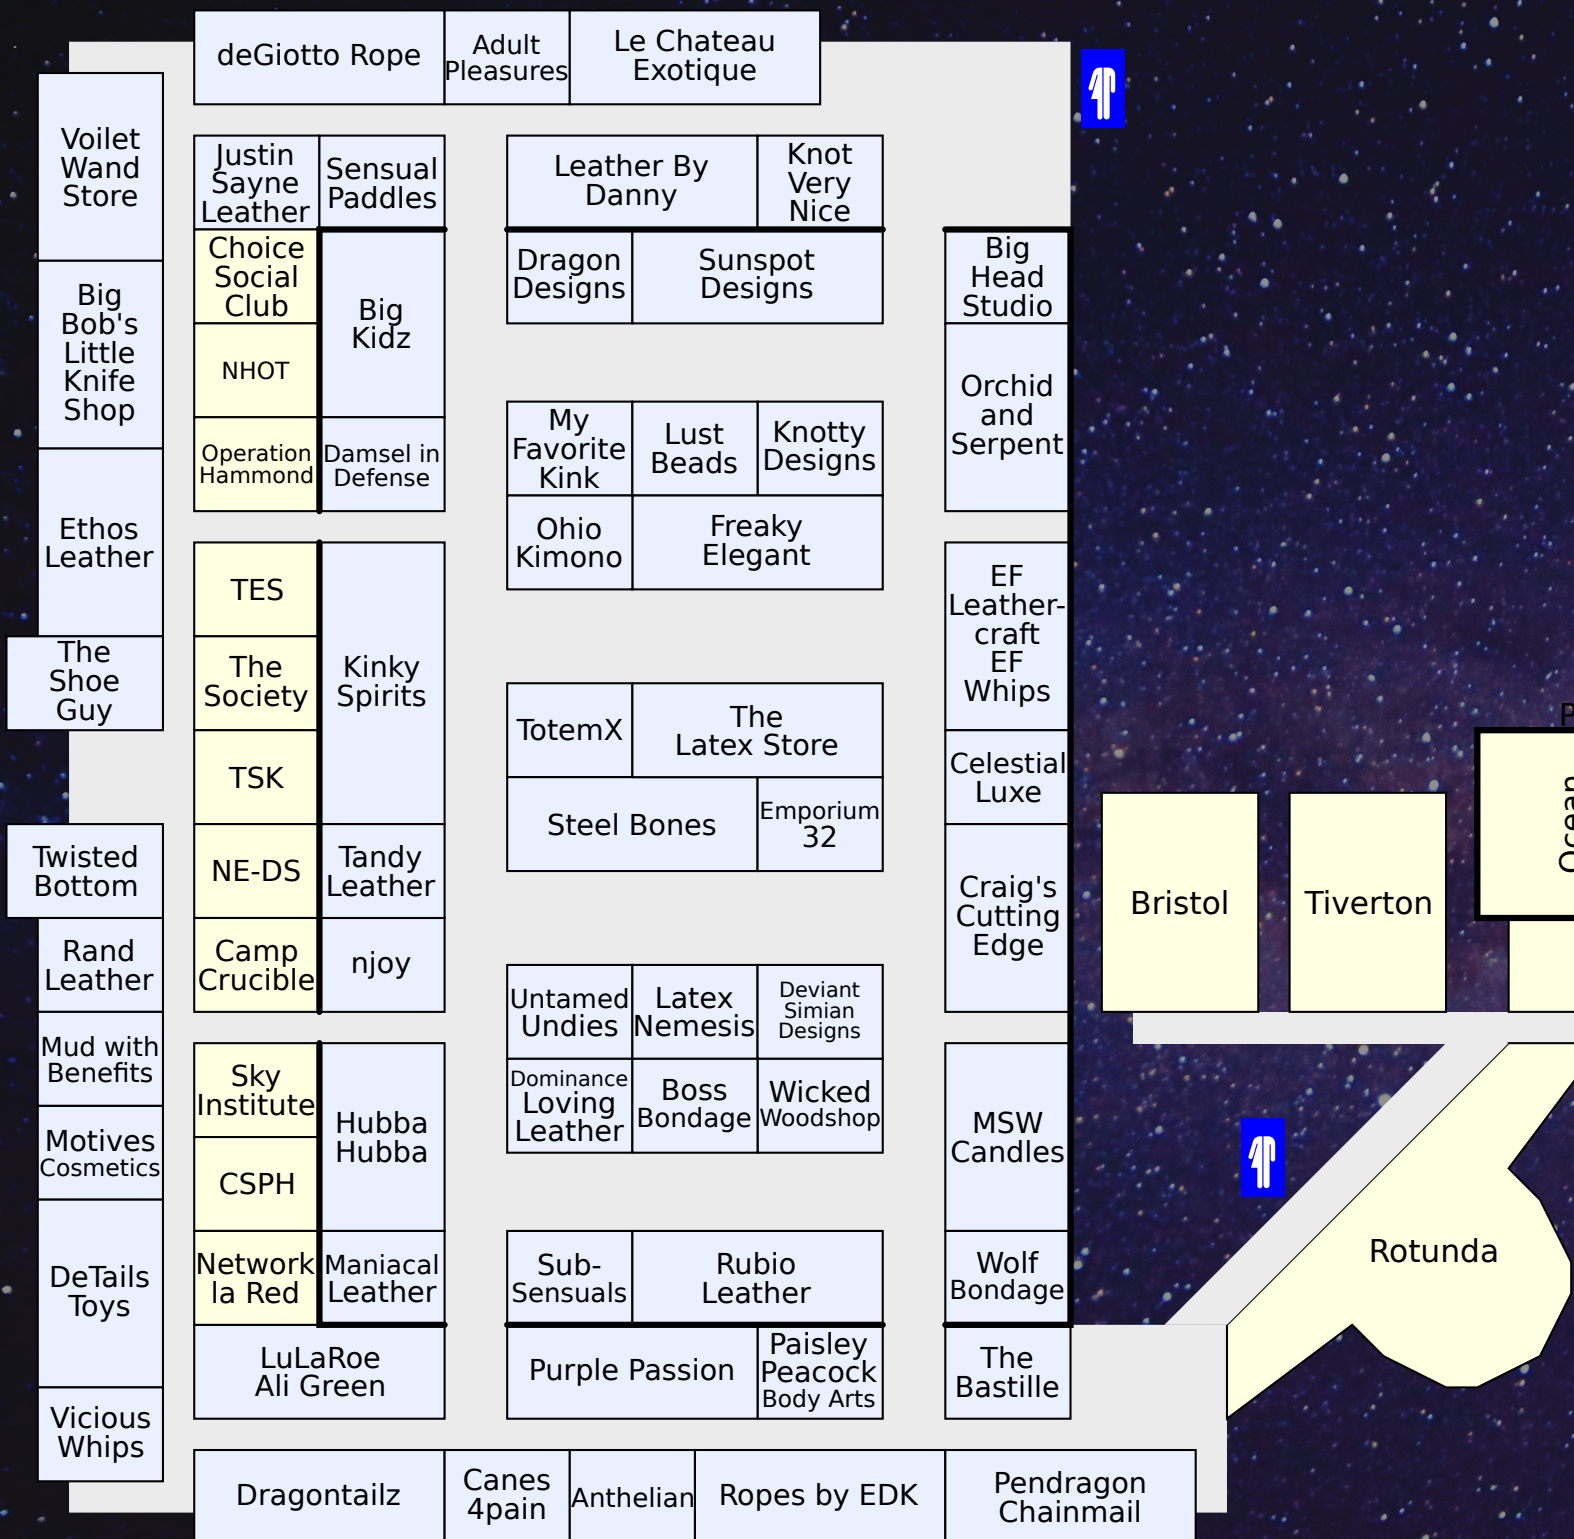 deGiotto Rope
Adult
Pleasures
Le Chateau
Exotique
Voilet
Wand
Store
Justin
Sayne
Leather
Sensual
Paddles
Leather By
Danny
Knot
Very
Nice
Choice
Social
Club
Big
Kidz
Dragon
Designs
Sunspot
Designs
Big
Head
Studio
Big
Bob's
Little
Knife
Shop
NHOT
Orchid
and
Serpent
Operation
Hammond
Damsel in
Defense
My
Favorite
Kink
Lust
Beads
Knotty
Designs
Ethos
Leather
Ohio
Kimono
Freaky
Elegant
TES
Kinky
Spirits
EF
Leather-
craft
EF
Whips
The
Shoe
Guy
The
Society
TotemX
The
Latex Store
TSK
Celestial
Luxe
Steel Bones
Emporium
32
Twisted
Bottom
NE-DS
Tandy
Leather
Craig's
Cutting
Edge
Bristol
Tiverton
Ocean
P
Rand
Leather
Camp
Crucible
njoy
Untamed
Undies
Latex
Nemesis
Deviant
Simian
Designs
Mud with
Benefits
Sky
Institute
Hubba
Hubba
Dominance
Loving
Leather
Boss
Bondage
Wicked
Woodshop
MSW
Candles
Motives
Cosmetics
CSPH
DeTails
Toys
Network
la Red
Maniacal
Leather
Sub-
Sensuals
Rubio
Leather
Wolf
Bondage
Rotunda
LuLaRoe
Ali Green
Purple Passion
Paisley
Peacock
Body Arts
The
Bastille
Vicious
Whips
Dragontailz
Canes
4pain
Anthelian
Ropes by EDK
Pendragon
Chainmail